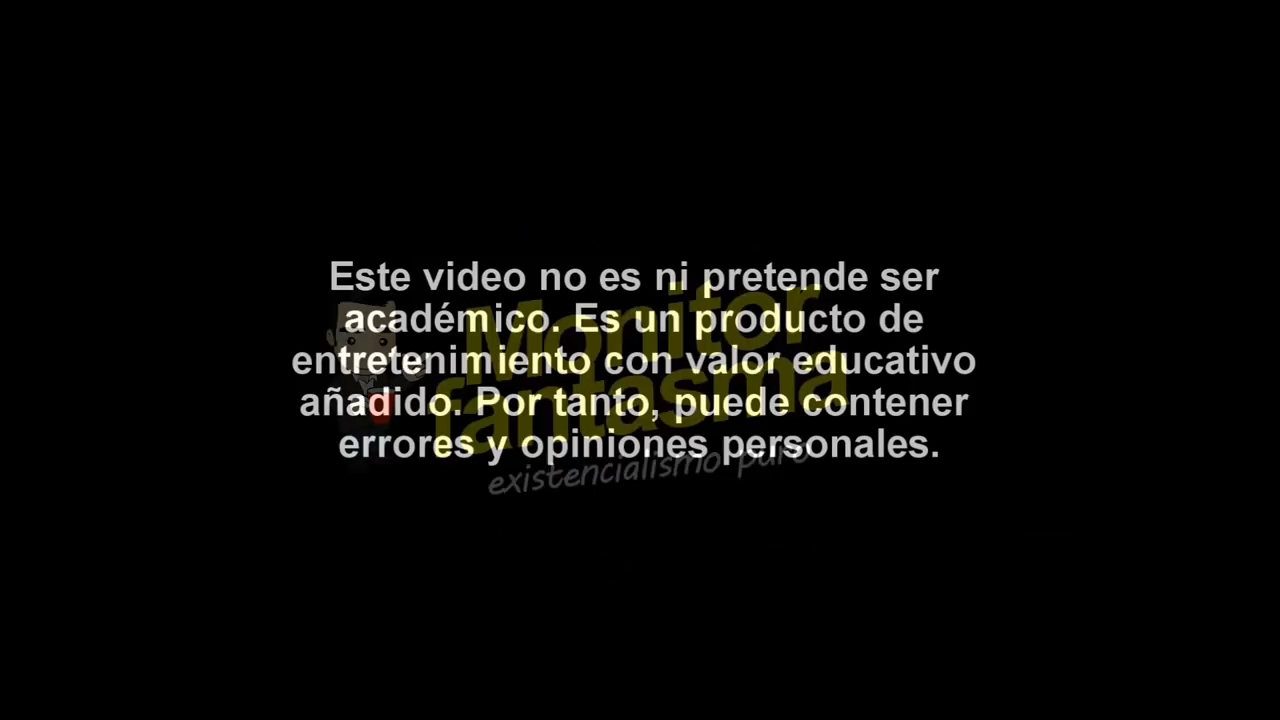 Este video no es ni pretende ser
académico. Es un producto de
entretenimiento con valor educativo
añadido. Por tanto, puede contener
errores y opiniones personales.
Monitor
fantasma
existencialismo puro